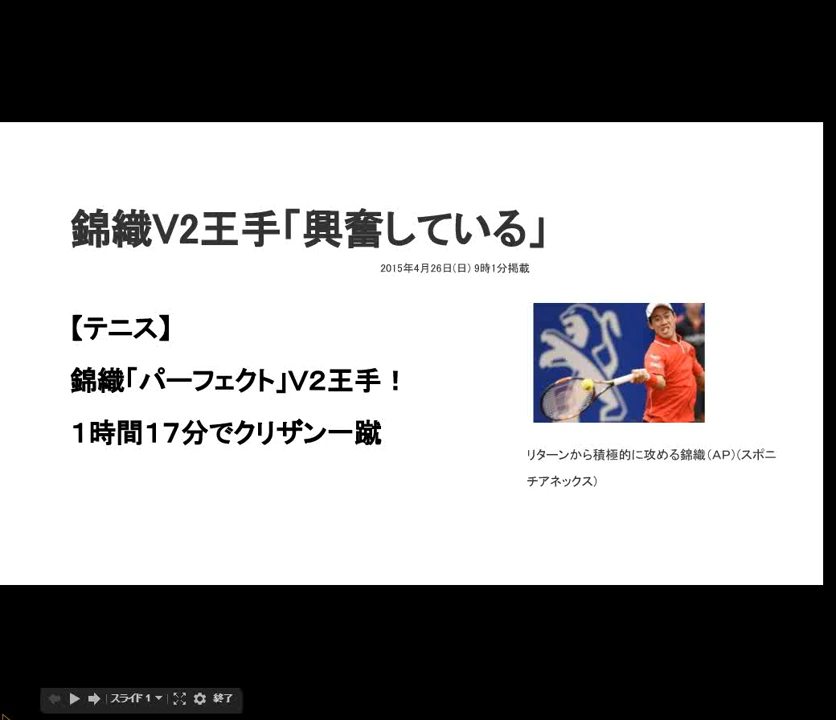 錦織V2王手「興奮している」
2015年4月26日(日) 9時1分掲載
【テニス】
錦織「パーフェクト」V2王手！
1時間17分でクリザン一蹴
リターンから積極的に攻める錦織（AP）（スポニ
チアネックス）
スライド 1
終了